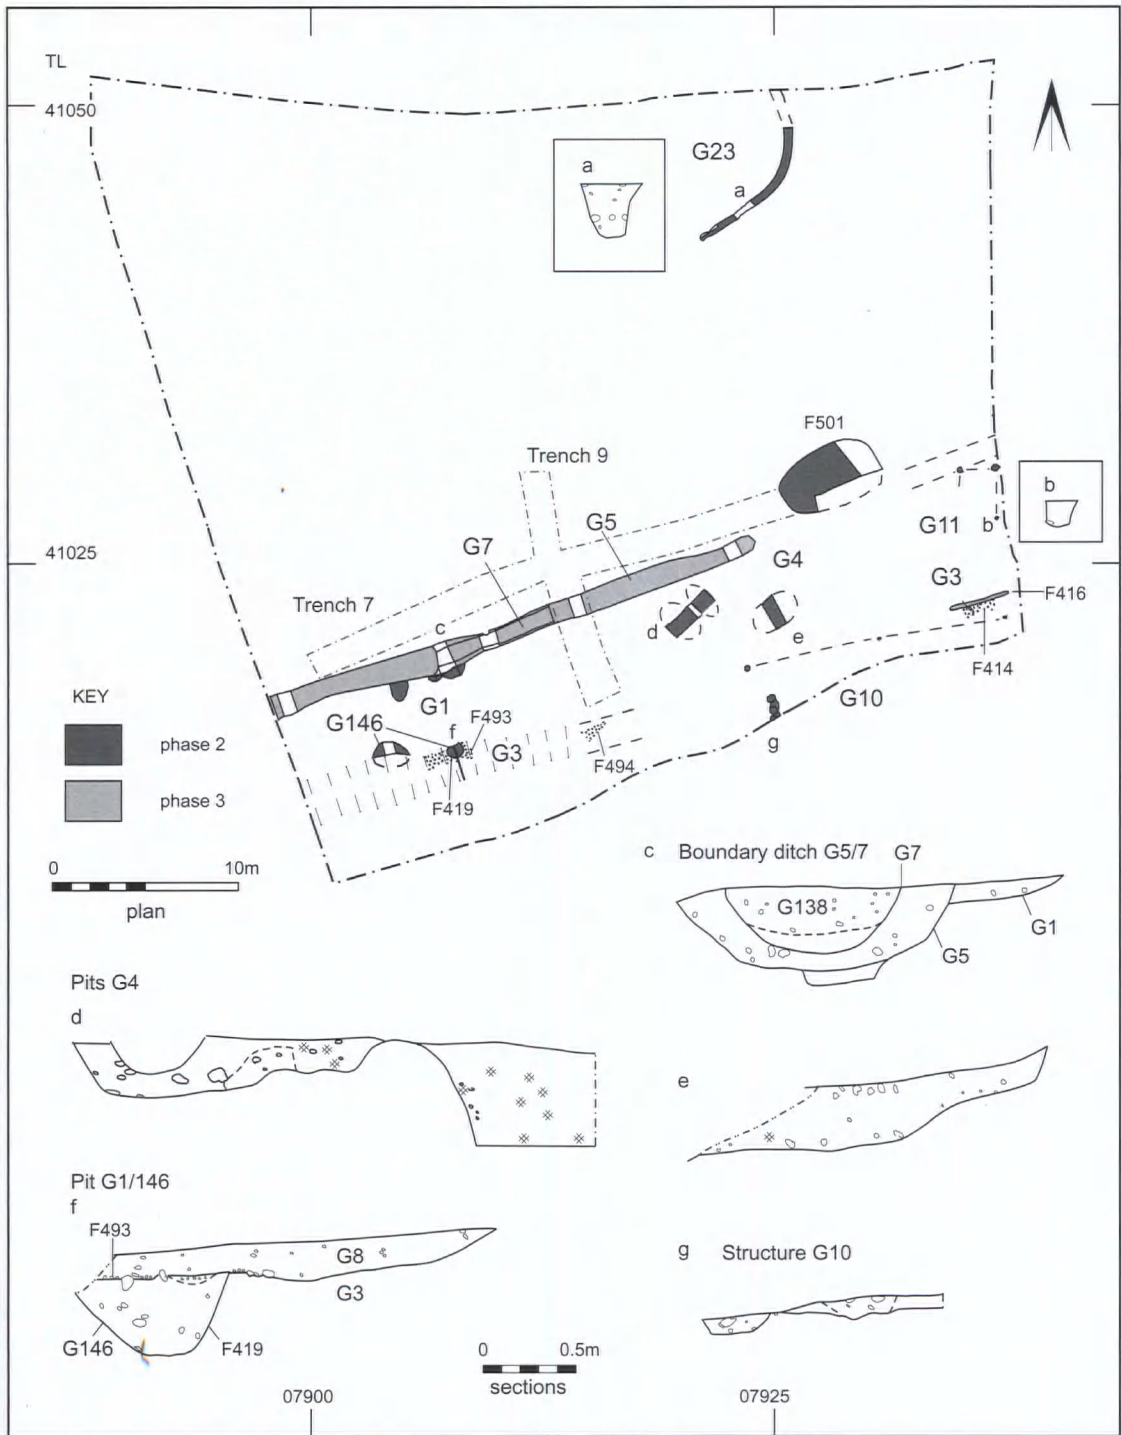 TL
41050
G23
a
a
F501
Trench 9
b
G5
G11
b
41025
G7
G4
G3
F416
Trench 7
c
d
e
F414
KEY
G1
G10
G146
f
F493
phase 2
G3
g
F494
phase 3
F419
0 10m
plan
c Boundary ditch G5/7
G7
G138
G1
G5
Pits G4
d
e
Pit G1/146
f
F493
G8
g Structure G10
G3
G146
F419
0 0.5m
sections
07900
07925